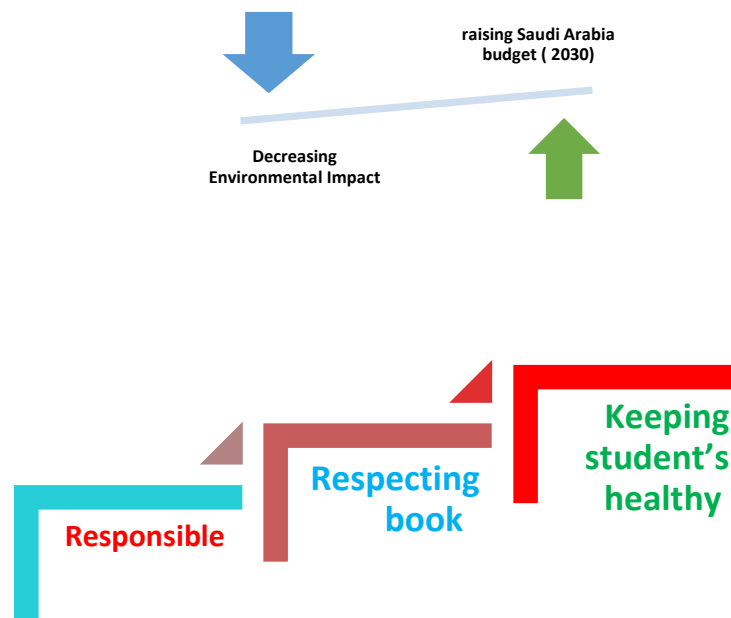 raising Saudi Arabia
budget ( 2030)
Decreasing
Environmental Impact
Responsible
Respecting
book
Keeping
student’s
healthy